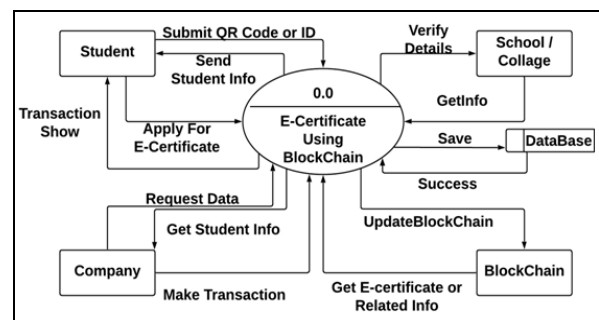 Submit QR Code or ID
Student
Send
Student Info
Verify
Details
School /
Collage
0.0
GetInfo
Transaction
Show
Apply For
E-Certificate
E-Certificate
Using
BlockChain
Save
DataBase
Success
Request Data
Get Student Info
UpdateBlockChain
Company
BlockChain
Make Transaction
Get E-certificate or
Related Info